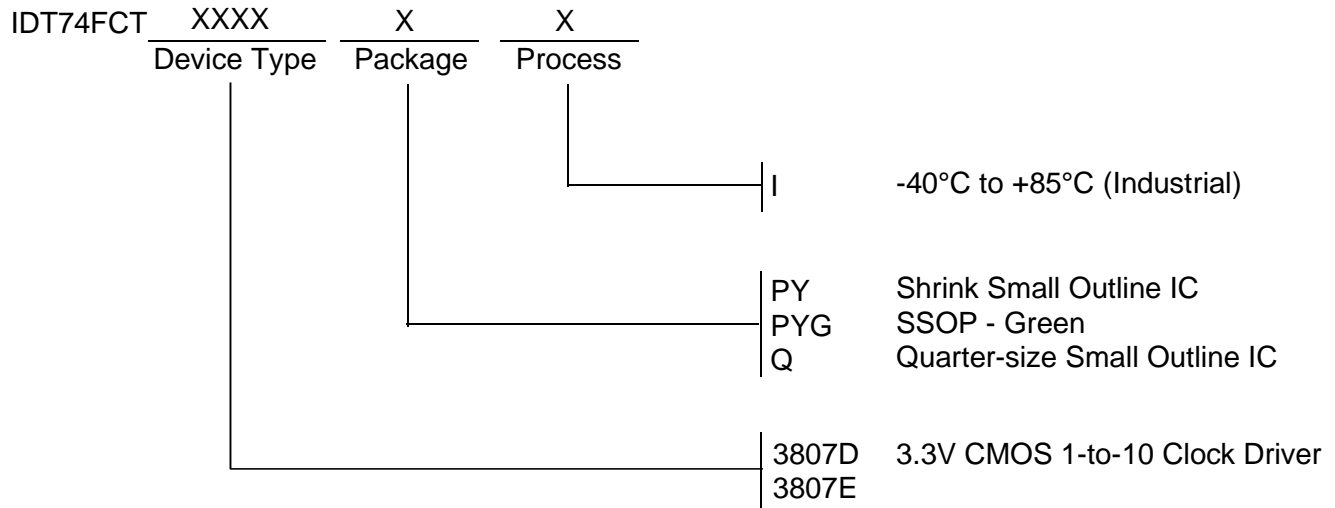 IDT74FCT XXXX X X
Device Type Package Process
I -40°C to +85°C (Industrial)
PY Shrink Small Outline IC
PYG SSOP - Green
Q Quarter-size Small Outline IC
3807D 3.3V CMOS 1-to-10 Clock Driver
3807E